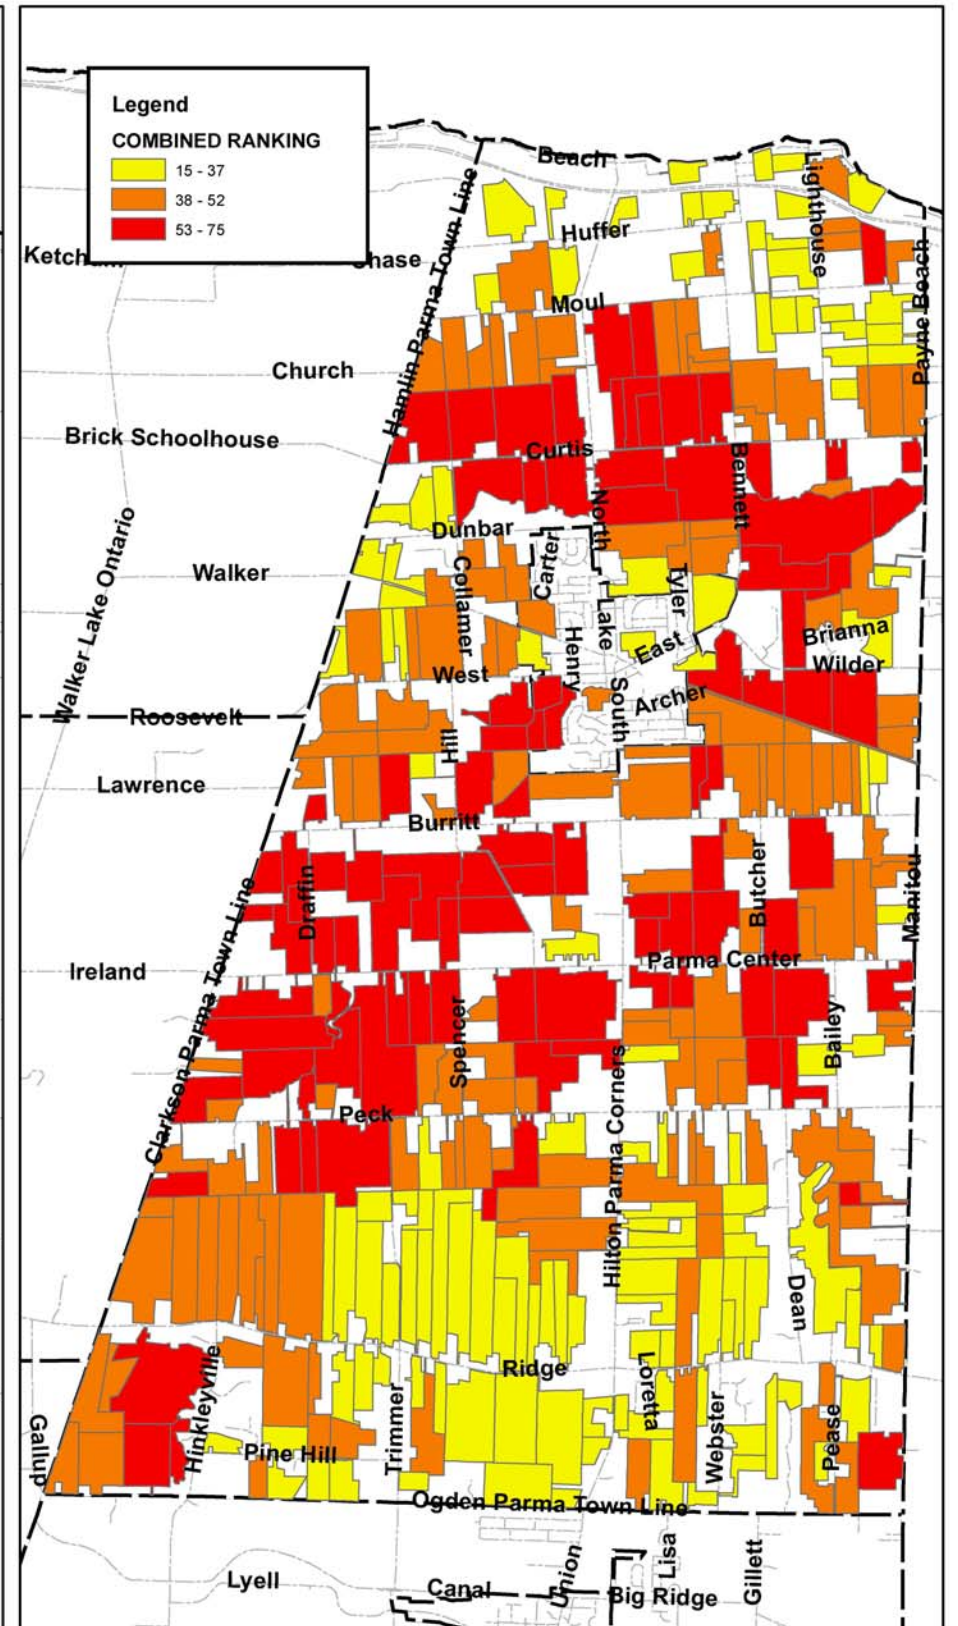 Legend
COMBINED RANKING
15 - 37
38 - 52
53 - 75
Beach
Lighthouse
Hamlin Parma Town Line
Huffer
Chase
Payne Beach
Moul
Church
Brick Schoolhouse
Curtis
Bennett
North
Walker Lake Ontario
Dunbar
Carter
Walker
Collamer
Tyler
Lake
Henry
East
Brianna
West
Wilder
South
Archer
Roosevelt
Hill
Lawrence
Burritt
Draffin
Butcher
Manitou
Clarkson Parma Town Line
Parma Center
Ireland
Spencer
Bailey
Hilton Parma Corners
Peck
Dean
Ridge
Hinkleyville
Loretta
Trimmer
Webster
Pease
Gallup
Pine Hill
Ogden Parma Town Line
Lyell
Canal
Union
Lisa
Big Ridge
Gillett